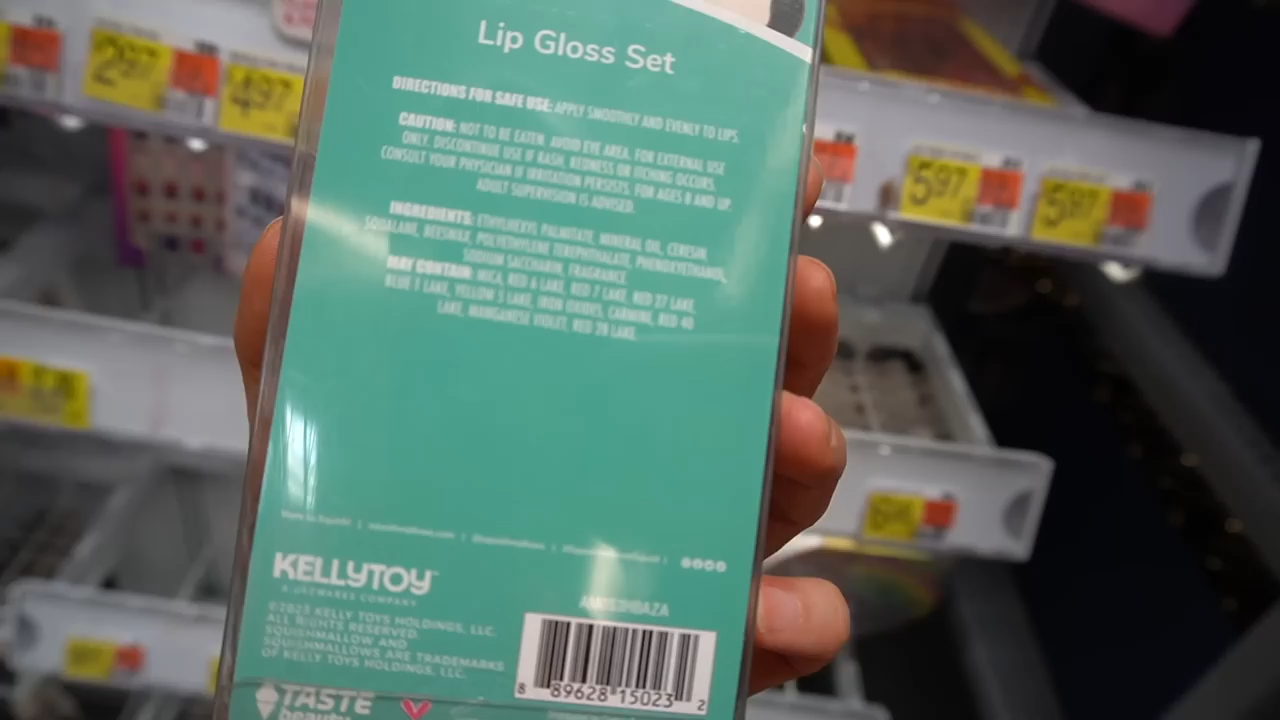 297
497
597
597
Lip Gloss Set
DIRECTIONS FOR SAFE USE: APPLY SMOOTHLY AND EVENLY TO LIPS.
CAUTION: NOT TO BE EATEN. AVOID EYE AREA. FOR EXTERNAL USE
ONLY. DISCONTINUE USE IF RASH, REDNESS OR ITCHING OCCURS.
CONSULT YOUR PHYSICIAN IF IRRITATION PERSISTS. FOR AGES 8 AND UP.
ADULT SUPERVISION IS ADVISED.
INGREDIENTS: ETHYLHEXYL PALMITATE, MINERAL OIL, CERESIN,
SQUALANE, BEESWAX, POLYETHYLENE TEREPHTHALATE, PHENOXYETHANOL,
SODIUM SACCHARIN, FRAGRANCE.
MAY CONTAIN: MICA, RED 6 LAKE, RED 7 LAKE, RED 27 LAKE,
BLUE 1 LAKE, YELLOW 5 LAKE, IRON OXIDES, CARMINE, RED 40
LAKE, MANGANESE VIOLET, RED 28 LAKE.
KELLYTOY
A JAZWARES COMPANY
©2023 KELLY TOYS HOLDINGS, LLC.
ALL RIGHTS RESERVED.
SQUISHMALLOW AND
SQUISHMALLOWS ARE TRADEMARKS
OF KELLY TOYS HOLDINGS, LLC.
8 89628 15023 2
TASTE
beauty